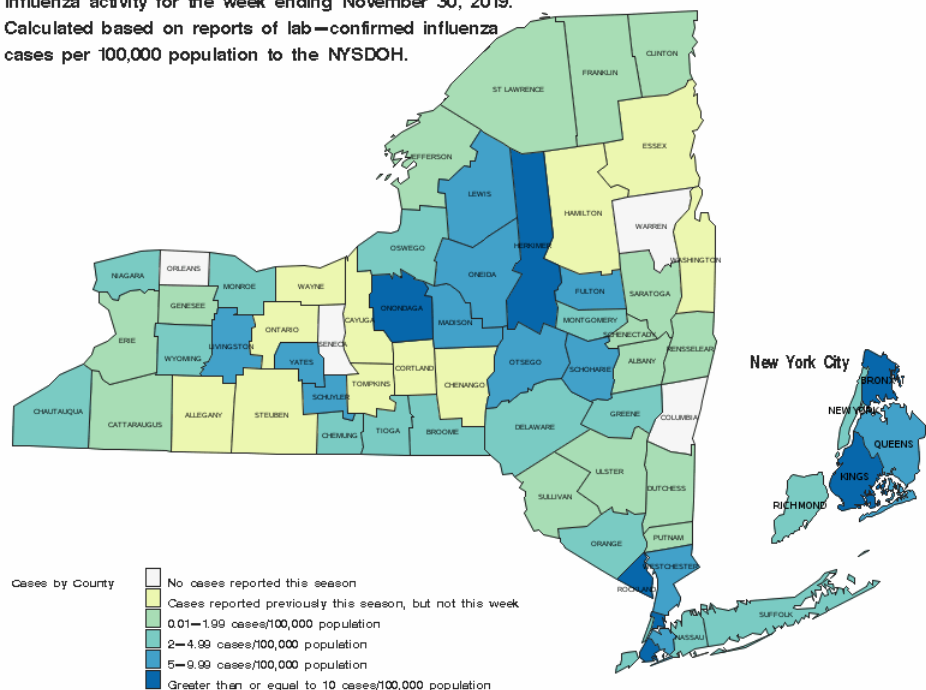 Influenza activity for the week ending November 30, 2019.
Calculated based on reports of lab-confirmed influenza
cases per 100,000 population to the NYSDOH.
CLINTON
FRANKLIN
ST LAWRENCE
ESSEX
JEFFERSON
LEWIS
HAMILTON
WARREN
HERKIMER
OSWEGO
WASHINGTON
ORLEANS
NIAGARA
ONEIDA
MONROE
WAYNE
FULTON
SARATOGA
GENESEE
ONONDAGA
CAYUGA
MADISON
MONTGOMERY
ONTARIO
SCHENECTADY
ERIE
SENECA
LIVINGSTON
RENSSELEAR
WYOMING
YATES
OTSEGO
ALBANY
CORTLAND
SCHOHARIE
TOMPKINS
CHENANGO
SCHUYLER
CHAUTAUQUA
ALLEGANY
STEUBEN
GREENE
COLUMBIA
CATTARAUGUS
DELAWARE
TIOGA
BROOME
CHEMUNG
ULSTER
DUTCHESS
SULLIVAN
PUTNAM
ORANGE
WESTCHESTER
ROCKLAND
SUFFOLK
NASSAU
New York City
BRONX
NEW YORK
QUEENS
KINGS
RICHMOND
Cases by County
No cases reported this season
Cases reported previously this season, but not this week
0.01-1.99 cases/100,000 population
2-4.99 cases/100,000 population
5-9.99 cases/100,000 population
Greater than or equal to 10 cases/100,000 population